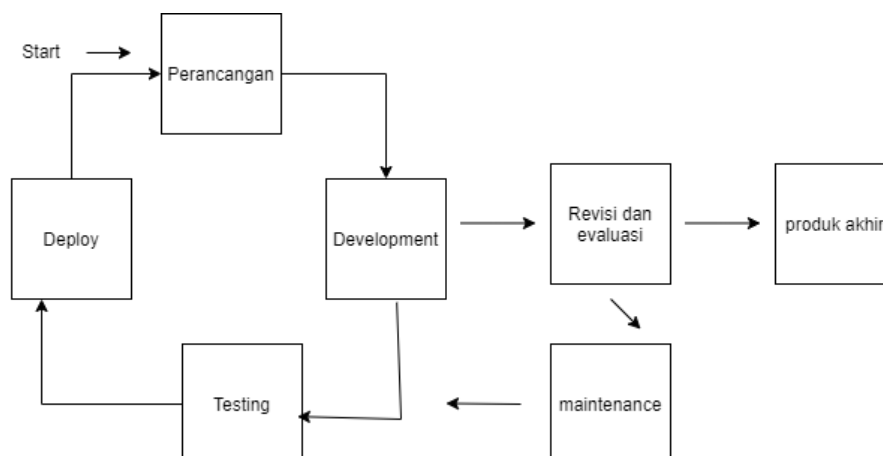 Start
Perancangan
Deploy
Development
Revisi dan
evaluasi
produk akhir
Testing
maintenance